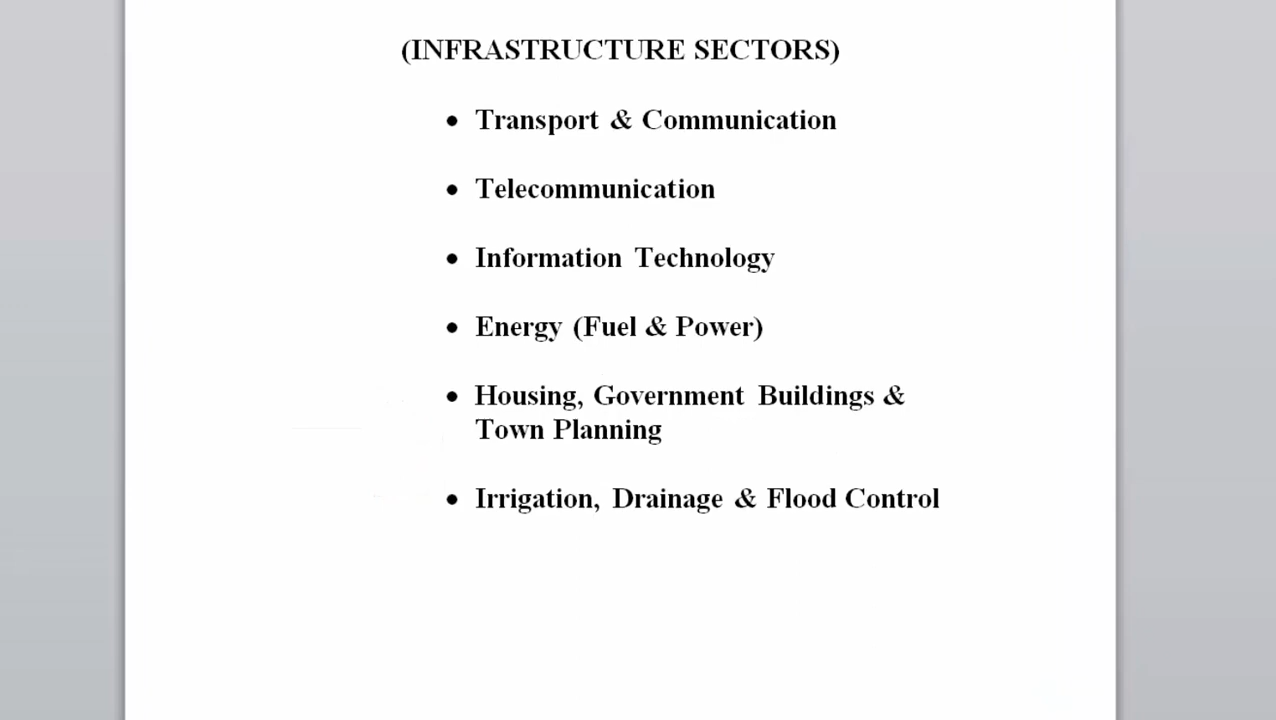 (INFRASTRUCTURE SECTORS)
• Transport & Communication
• Telecommunication
• Information Technology
• Energy (Fuel & Power)
• Housing, Government Buildings &
Town Planning
• Irrigation, Drainage & Flood Control